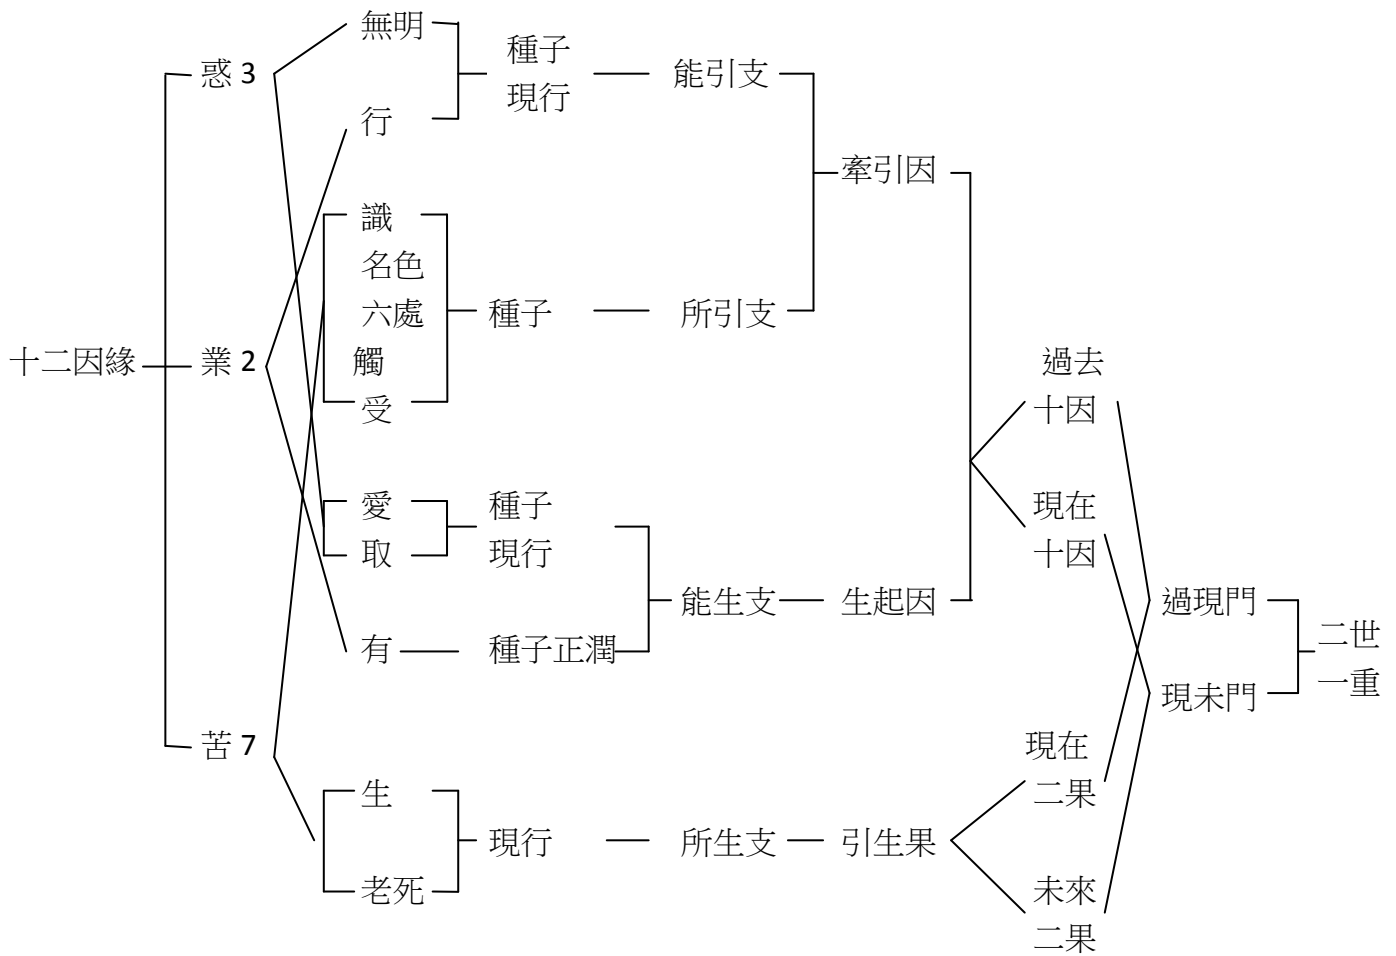 十二因緣
惑 3
業 2
苦 7
無明
行
識
名色
六處
觸
受
愛
取
有
生
老死
種子
現行
種子
種子
現行
種子正潤
現行
能引支
所引支
能生支
所生支
牽引因
生起因
引生果
過去
十因
現在
十因
現在
二果
未來
二果
過現門
現未門
二世
一重